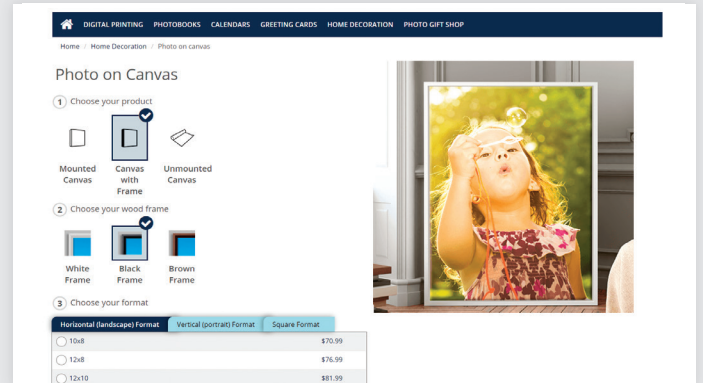 DIGITAL PRINTING PHOTOBOOKS CALENDARS GREETING CARDS HOME DECORATION PHOTO GIFT SHOP
Home / Home Decoration / Photo on canvas
Photo on Canvas
1 Choose your product
Mounted Canvas
Canvas with Frame
Unmounted Canvas
2 Choose your wood frame
White Frame
Black Frame
Brown Frame
3 Choose your format
Horizontal (landscape) Format Vertical (portrait) Format Square Format
10x8 $70.99
12x8 $76.99
12x10 $81.99